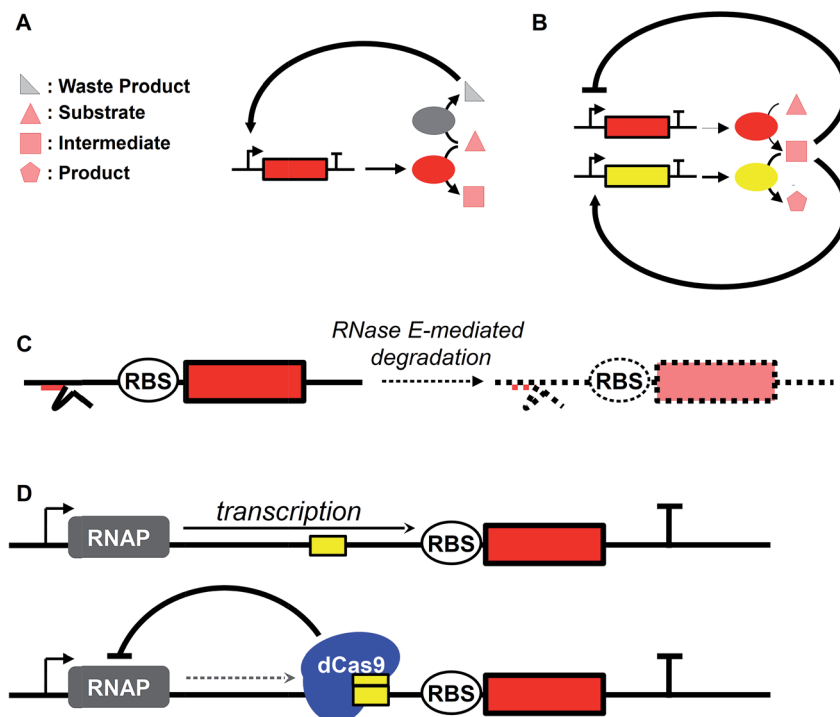 A
B
: Waste Product
: Substrate
: Intermediate
: Product
C
RNase E-mediated
degradation
RBS
RBS
D
transcription
RNAP
RBS
dCas9
RNAP
RBS